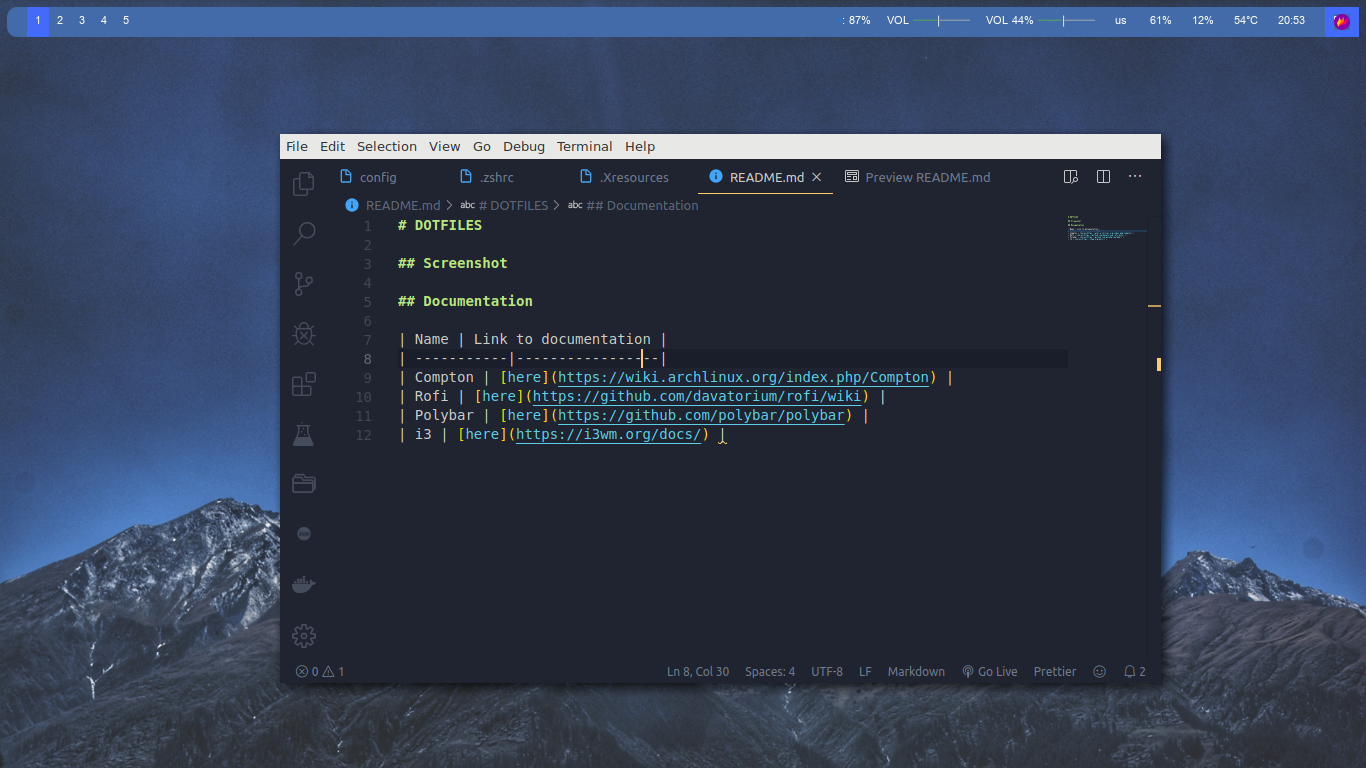 1 2 3 4 5 : 87% VOL VOL 44% us 61% 12% 54°C 20:53
File Edit Selection View Go Debug Terminal Help
config .zshrc .Xresources README.md Preview README.md ···
README.md > abc # DOTFILES > abc ## Documentation
1 # DOTFILES
2
3 ## Screenshot
4
5 ## Documentation
6
7 | Name | Link to documentation |
8 | -----------|-----------------|
9 | Compton | [here](https://wiki.archlinux.org/index.php/Compton) |
10 | Rofi | [here](https://github.com/davatorium/rofi/wiki) |
11 | Polybar | [here](https://github.com/polybar/polybar) |
12 | i3 | [here](https://i3wm.org/docs/) |
0 1 Ln 8, Col 30 Spaces: 4 UTF-8 LF Markdown Go Live Prettier 2